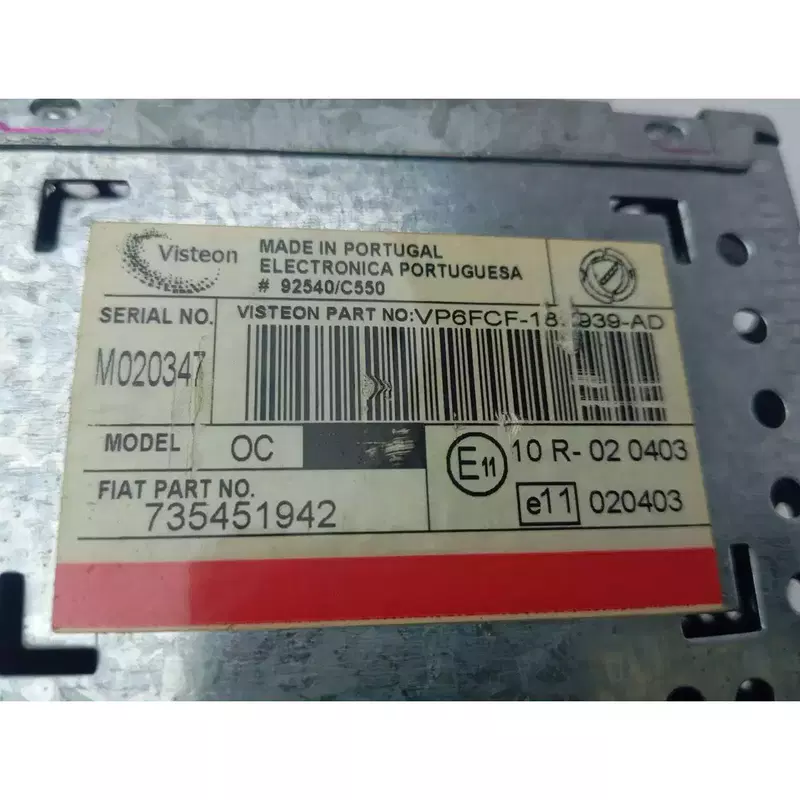 Visteon
MADE IN PORTUGAL
ELECTRONICA PORTUGUESA
# 92540/C550
SERIAL NO.
M020347
VISTEON PART NO:
MODEL
OC
E11
10 R- 02 0403
FIAT PART NO.
735451942
e11
020403